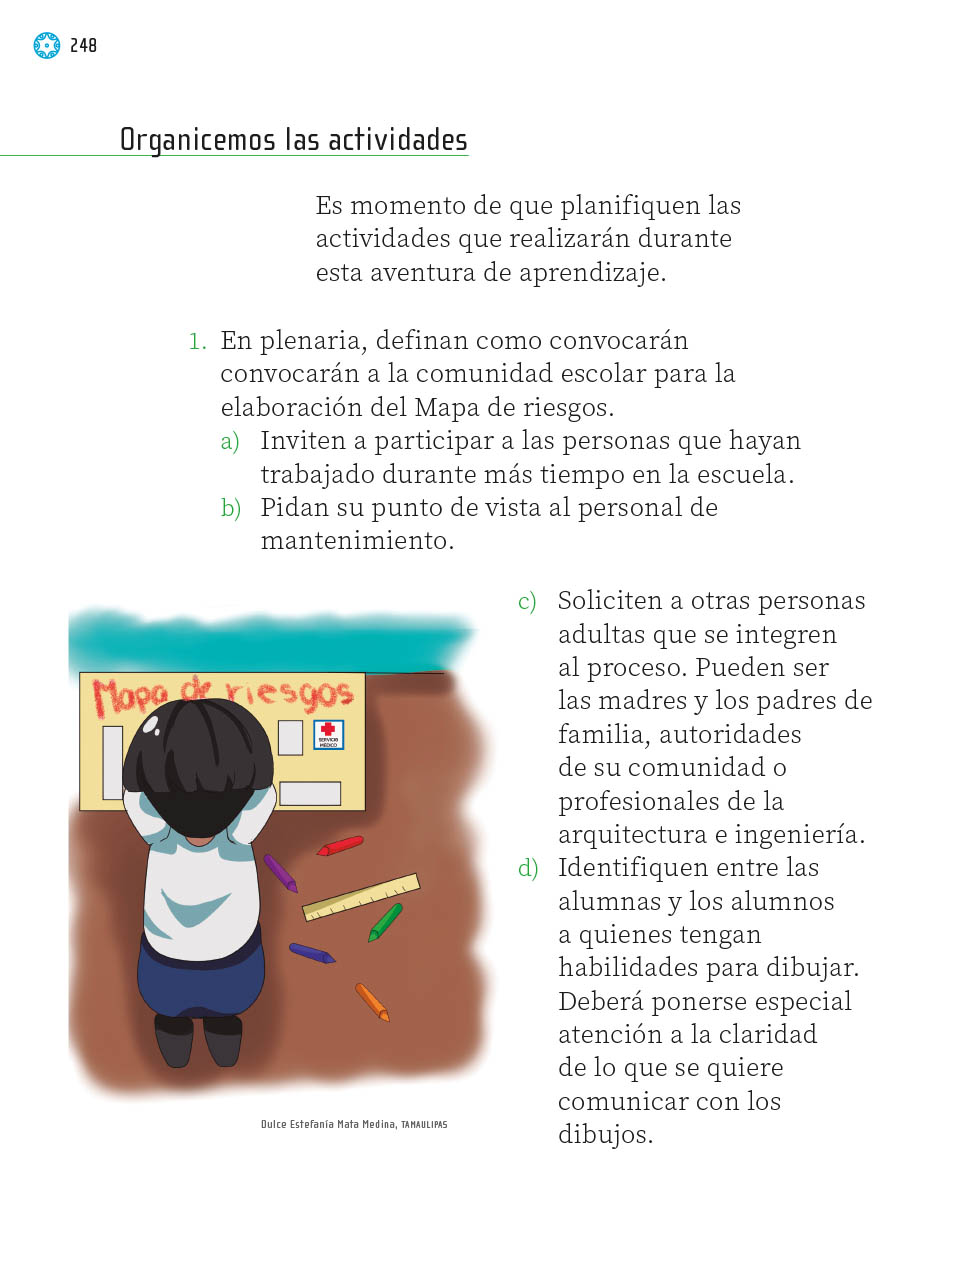 248
Organicemos las actividades
Es momento de que planifiquen las
actividades que realizarán durante
esta aventura de aprendizaje.
1. En plenaria, definan como convocarán
convocarán a la comunidad escolar para la
elaboración del Mapa de riesgos.
a) Inviten a participar a las personas que hayan
trabajado durante más tiempo en la escuela.
b) Pidan su punto de vista al personal de
mantenimiento.
c) Soliciten a otras personas
adultas que se integren
al proceso. Pueden ser
las madres y los padres de
familia, autoridades
de su comunidad o
profesionales de la
arquitectura e ingeniería.
d) Identifiquen entre las
alumnas y los alumnos
a quienes tengan
habilidades para dibujar.
Deberá ponerse especial
atención a la claridad
de lo que se quiere
comunicar con los
dibujos.
Mapa de riesgos
SERVICIO
MÉDICO
Dulce Estefanía Mata Medina, TAMAULIPAS